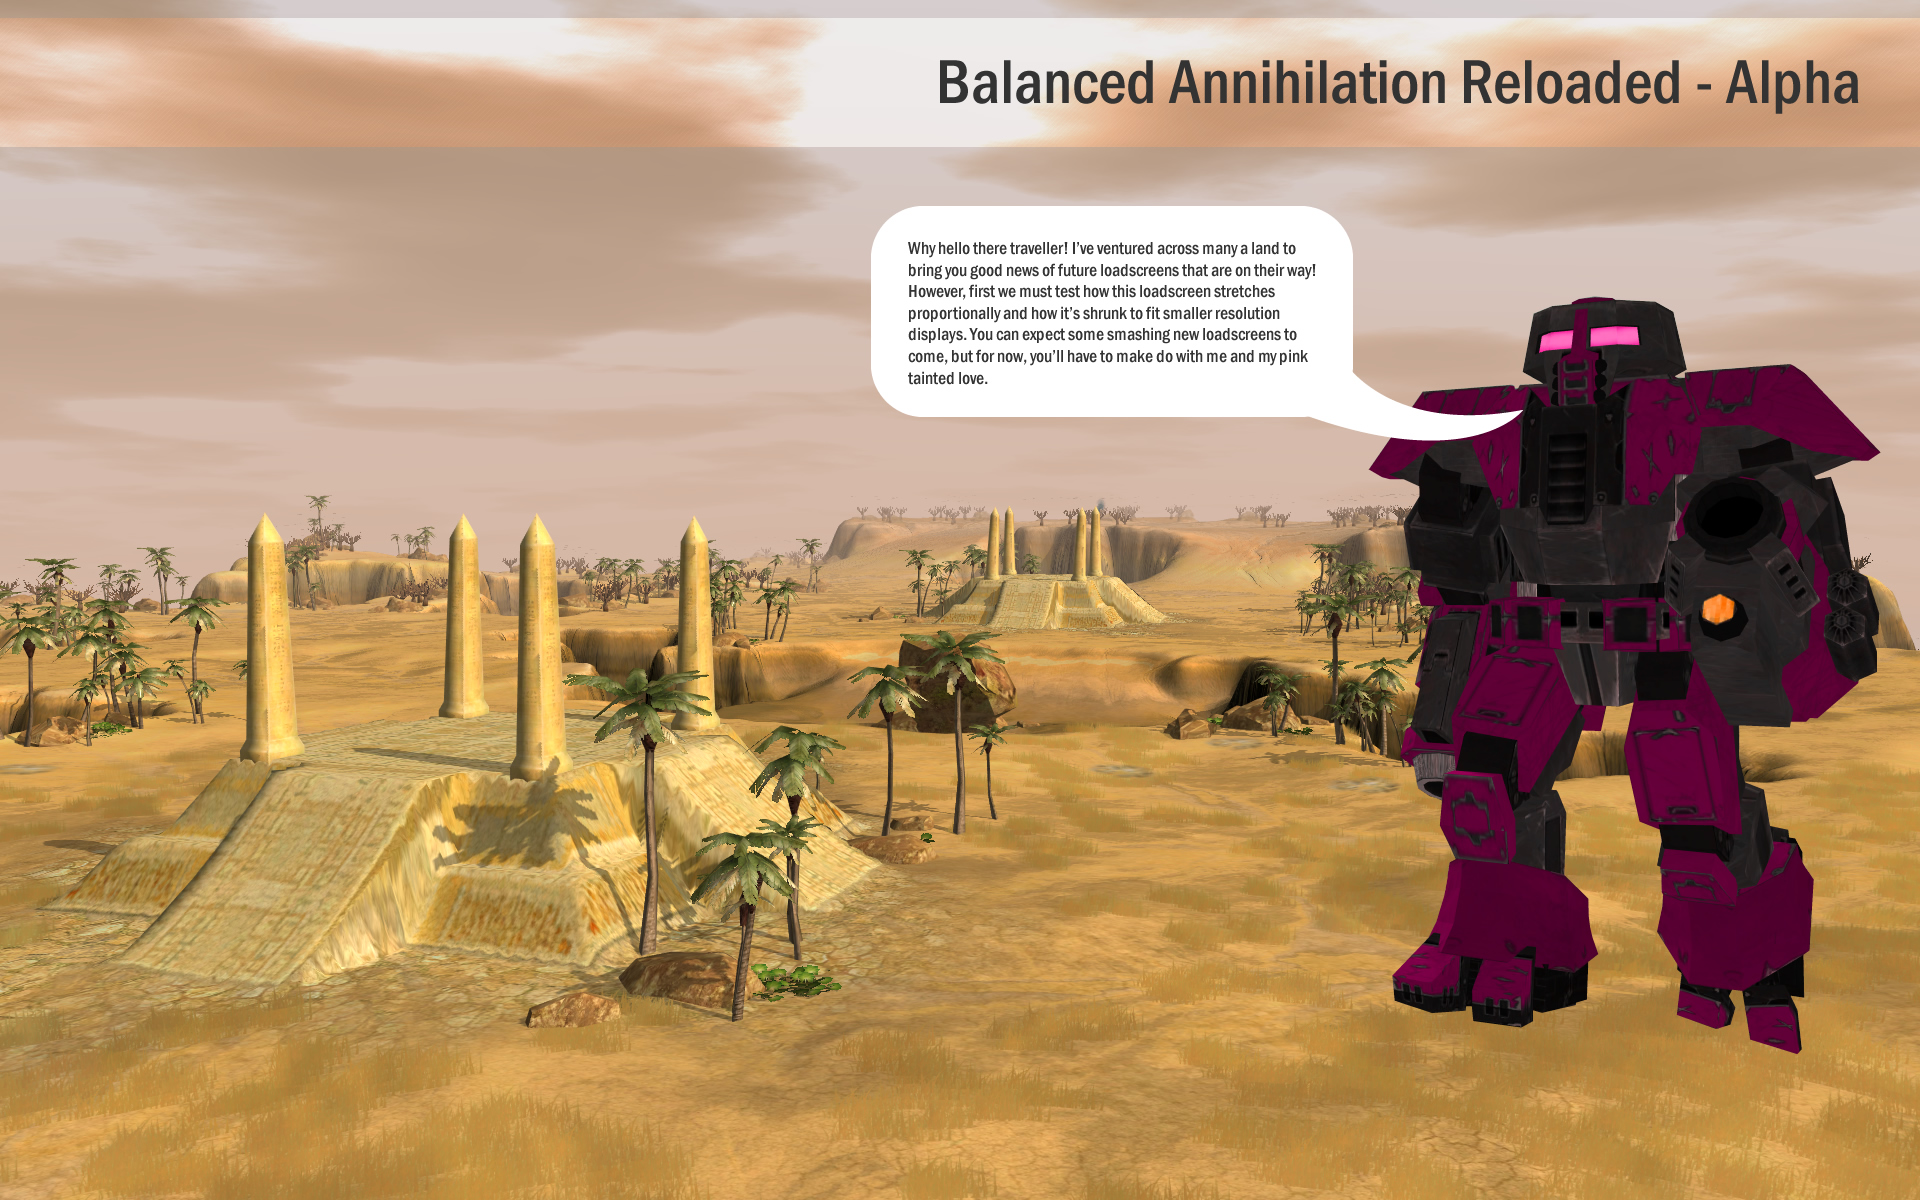 Balanced Annihilation Reloaded - Alpha
Why hello there traveller! I've ventured across many a land to
bring you good news of future loadscreens that are on their way!
However, first we must test how this loadscreen stretches
proportionally and how it's shrunk to fit smaller resolution
displays. You can expect some smashing new loadscreens to
come, but for now, you'll have to make do with me and my pink
tainted love.